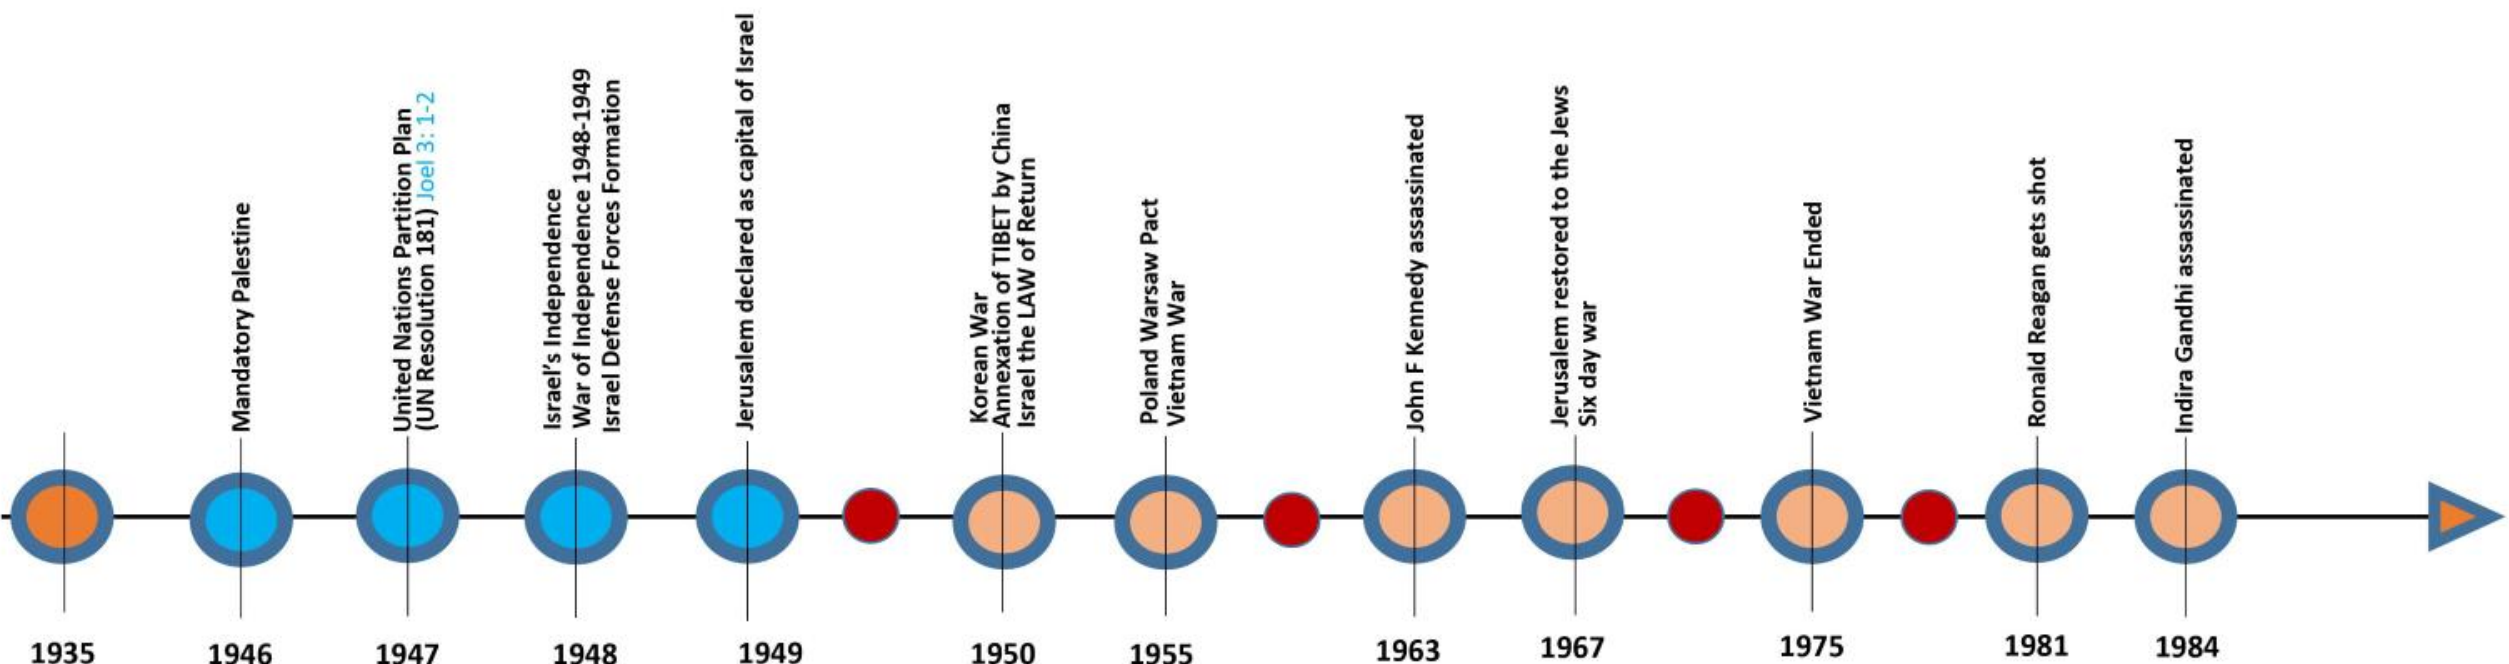 Mandatory Palestine
United Nations Partition Plan
(UN Resolution 181) Joel 3: 1-2
Israel's Independence
War of Independence 1948-1949
Israel Defense Forces Formation
Jerusalem declared as capital of Israel
Korean War
Annexation of TIBET by China
Israel the LAW of Return
Poland Warsaw Pact
Vietnam War
John F Kennedy assassinated
Jerusalem restored to the Jews
Six day war
Vietnam War Ended
Ronald Reagan gets shot
Indira Gandhi assassinated
1935
1946
1947
1948
1949
1950
1955
1963
1967
1975
1981
1984